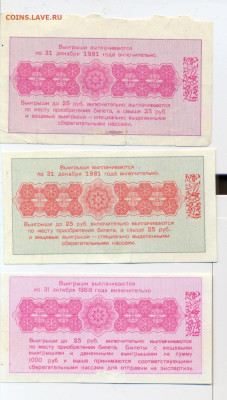 COINS.ЛАVE.RU
Выигрыши выплачиваются
по 31 декабря 1981 года включительно.
Выигрыши до 25 руб. включительно выплачиваются
по месту приобретения билета, а свыше 25 руб.
и вещевые выигрыши – специально выделенными
сберегательными кассами.
Выигрыши выплачиваются
по 31 декабря 1981 года включительно.
Выигрыши до 25 руб. включительно выплачиваются
по месту приобретения билета, а свыше 25 руб.
и вещевые выигрыши – специально выделенными
сберегательными кассами.
Выигрыши выплачиваются
по 31 октября включительно
Выигрыши до 25 руб. включительно выплачиваются
по месту приобретения билета. Билеты с вещевыми
выигрышами и денежными выигрышами на сумму
1000 руб. и выше принимаются соответствующими
сберегательными кассами для отправки на экспертизу.